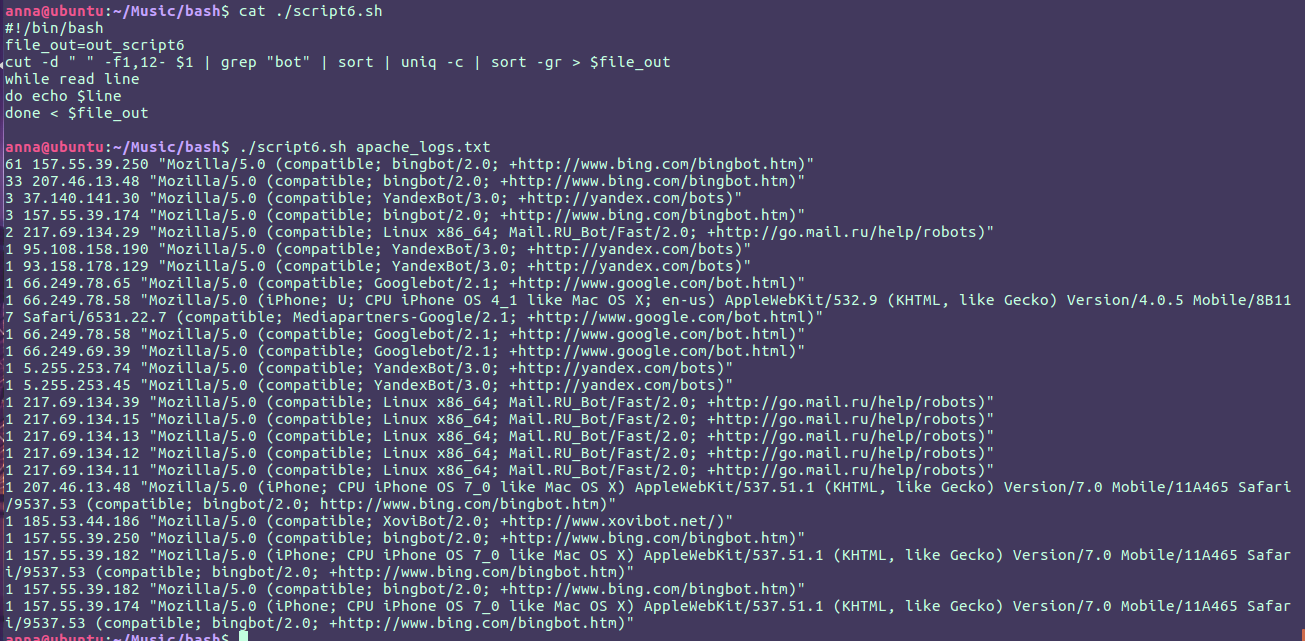 anna@ubuntu:~/Music/bash$ cat ./script6.sh
#!/bin/bash
file_out=out_script6
cut -d " " -f1,12- $1 | grep "bot" | sort | uniq -c | sort -gr > $file_out
while read line
do echo $line
done < $file_out
anna@ubuntu:~/Music/bash$ ./script6.sh apache_logs.txt
61 157.55.39.250 "Mozilla/5.0 (compatible; bingbot/2.0; +http://www.bing.com/bingbot.htm)"
33 207.46.13.48 "Mozilla/5.0 (compatible; bingbot/2.0; +http://www.bing.com/bingbot.htm)"
3 37.140.141.30 "Mozilla/5.0 (compatible; YandexBot/3.0; +http://yandex.com/bots)"
3 157.55.39.174 "Mozilla/5.0 (compatible; bingbot/2.0; +http://www.bing.com/bingbot.htm)"
2 217.69.134.29 "Mozilla/5.0 (compatible; Linux x86_64; Mail.RU_Bot/Fast/2.0; +http://go.mail.ru/help/robots)"
1 95.108.158.190 "Mozilla/5.0 (compatible; YandexBot/3.0; +http://yandex.com/bots)"
1 93.158.178.129 "Mozilla/5.0 (compatible; YandexBot/3.0; +http://yandex.com/bots)"
1 66.249.78.65 "Mozilla/5.0 (compatible; Googlebot/2.1; +http://www.google.com/bot.html)"
1 66.249.78.58 "Mozilla/5.0 (iPhone; U; CPU iPhone OS 4_1 like Mac OS X; en-us) AppleWebKit/532.9 (KHTML, like Gecko) Version/4.0.5 Mobile/8B11
7 Safari/6531.22.7 (compatible; Mediapartners-Google/2.1; +http://www.google.com/bot.html)"
1 66.249.78.58 "Mozilla/5.0 (compatible; Googlebot/2.1; +http://www.google.com/bot.html)"
1 66.249.69.39 "Mozilla/5.0 (compatible; Googlebot/2.1; +http://www.google.com/bot.html)"
1 5.255.253.74 "Mozilla/5.0 (compatible; YandexBot/3.0; +http://yandex.com/bots)"
1 5.255.253.45 "Mozilla/5.0 (compatible; YandexBot/3.0; +http://yandex.com/bots)"
1 217.69.134.39 "Mozilla/5.0 (compatible; Linux x86_64; Mail.RU_Bot/Fast/2.0; +http://go.mail.ru/help/robots)"
1 217.69.134.15 "Mozilla/5.0 (compatible; Linux x86_64; Mail.RU_Bot/Fast/2.0; +http://go.mail.ru/help/robots)"
1 217.69.134.13 "Mozilla/5.0 (compatible; Linux x86_64; Mail.RU_Bot/Fast/2.0; +http://go.mail.ru/help/robots)"
1 217.69.134.12 "Mozilla/5.0 (compatible; Linux x86_64; Mail.RU_Bot/Fast/2.0; +http://go.mail.ru/help/robots)"
1 217.69.134.11 "Mozilla/5.0 (compatible; Linux x86_64; Mail.RU_Bot/Fast/2.0; +http://go.mail.ru/help/robots)"
1 207.46.13.48 "Mozilla/5.0 (iPhone; CPU iPhone OS 7_0 like Mac OS X) AppleWebKit/537.51.1 (KHTML, like Gecko) Version/7.0 Mobile/11A465 Safari
/9537.53 (compatible; bingbot/2.0; http://www.bing.com/bingbot.htm)"
1 185.53.44.186 "Mozilla/5.0 (compatible; XoviBot/2.0; +http://www.xovibot.net/)"
1 157.55.39.250 "Mozilla/5.0 (compatible; bingbot/2.0; +http://www.bing.com/bingbot.htm)"
1 157.55.39.182 "Mozilla/5.0 (iPhone; CPU iPhone OS 7_0 like Mac OS X) AppleWebKit/537.51.1 (KHTML, like Gecko) Version/7.0 Mobile/11A465 Safar
i/9537.53 (compatible; bingbot/2.0; +http://www.bing.com/bingbot.htm)"
1 157.55.39.182 "Mozilla/5.0 (compatible; bingbot/2.0; +http://www.bing.com/bingbot.htm)"
1 157.55.39.174 "Mozilla/5.0 (iPhone; CPU iPhone OS 7_0 like Mac OS X) AppleWebKit/537.51.1 (KHTML, like Gecko) Version/7.0 Mobile/11A465 Safar
i/9537.53 (compatible; bingbot/2.0; +http://www.bing.com/bingbot.htm)"
anna@ubuntu:~/Music/bash$